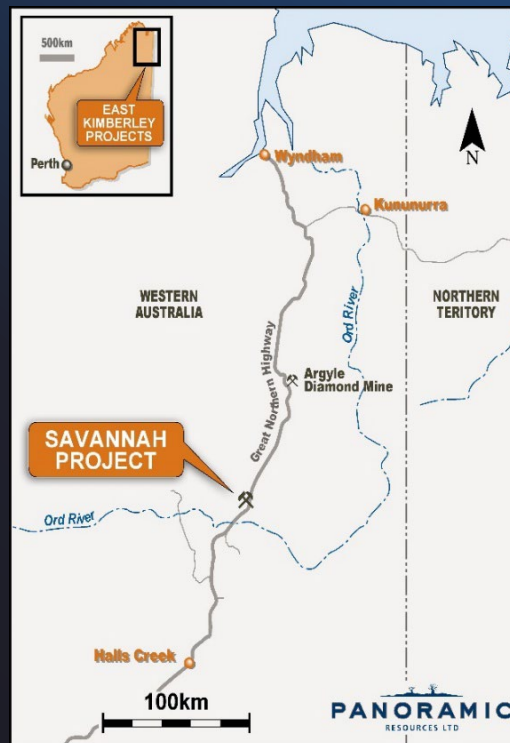 500km
EAST
KIMBERLEY
PROJECTS
Perth
N
Wyndham
Kununurra
WESTERN
AUSTRALIA
NORTHERN
TERITORY
Ord River
Great Northern Highway
Argyle
Diamond Mine
SAVANNAH
PROJECT
Ord River
Halls Creek
100km
PANORAMIC
RESOURCES LTD